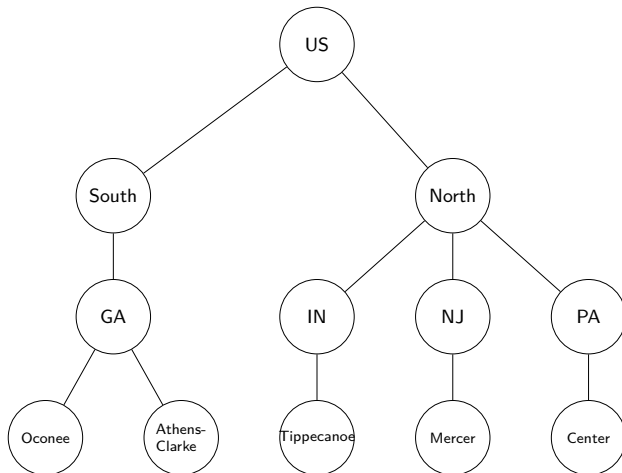 US
South
North
GA
IN
NJ
PA
Oconee
Athens-
Clarke
Tippecanoe
Mercer
Center